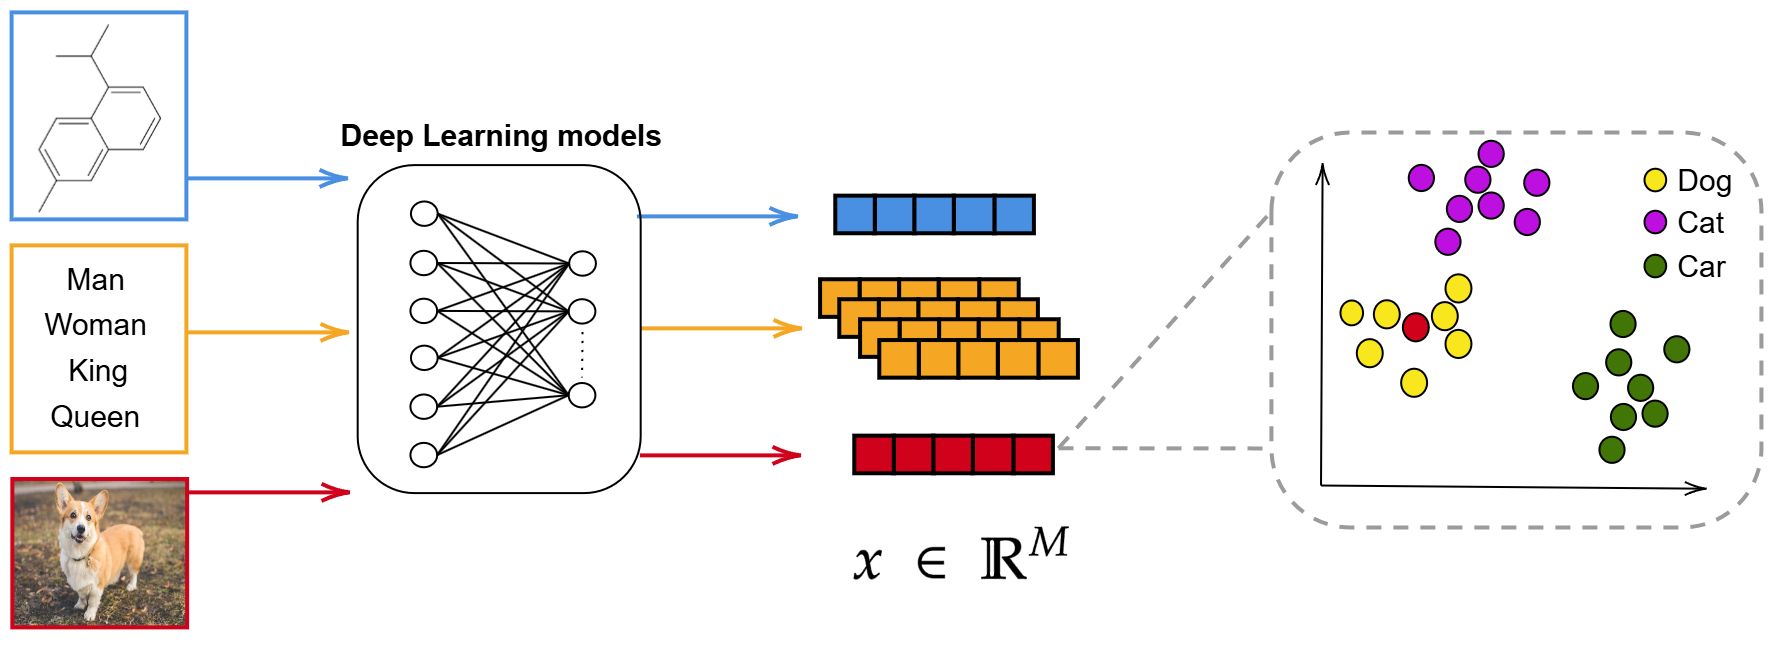 Deep Learning models
Man
Woman
King
Queen
x ∈ ℝ^M
Dog
Cat
Car